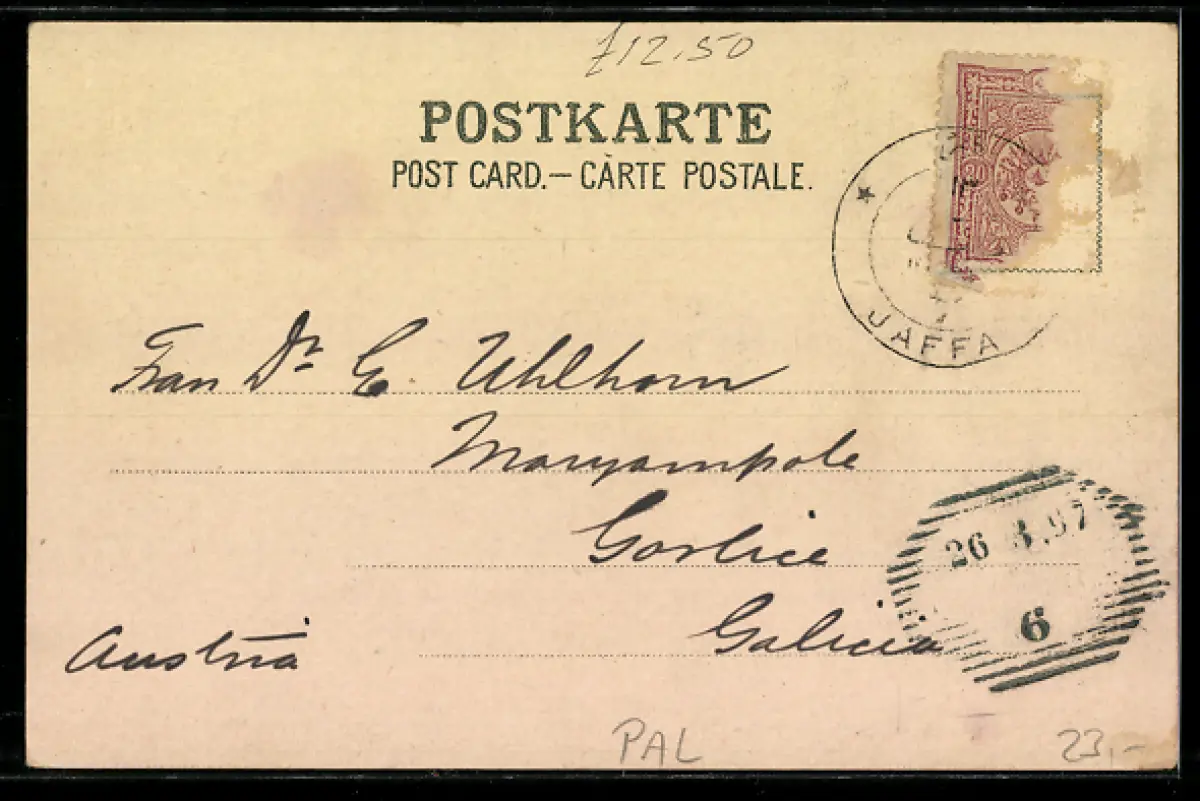 £12.50
POSTKARTE
POST CARD.— CARTE POSTALE.
20
JAFFA
Frau Dr E. Uhlhorn
Maryampole
Gorlice
26 3.97
6
Galicia
Austria
PAL
23,-